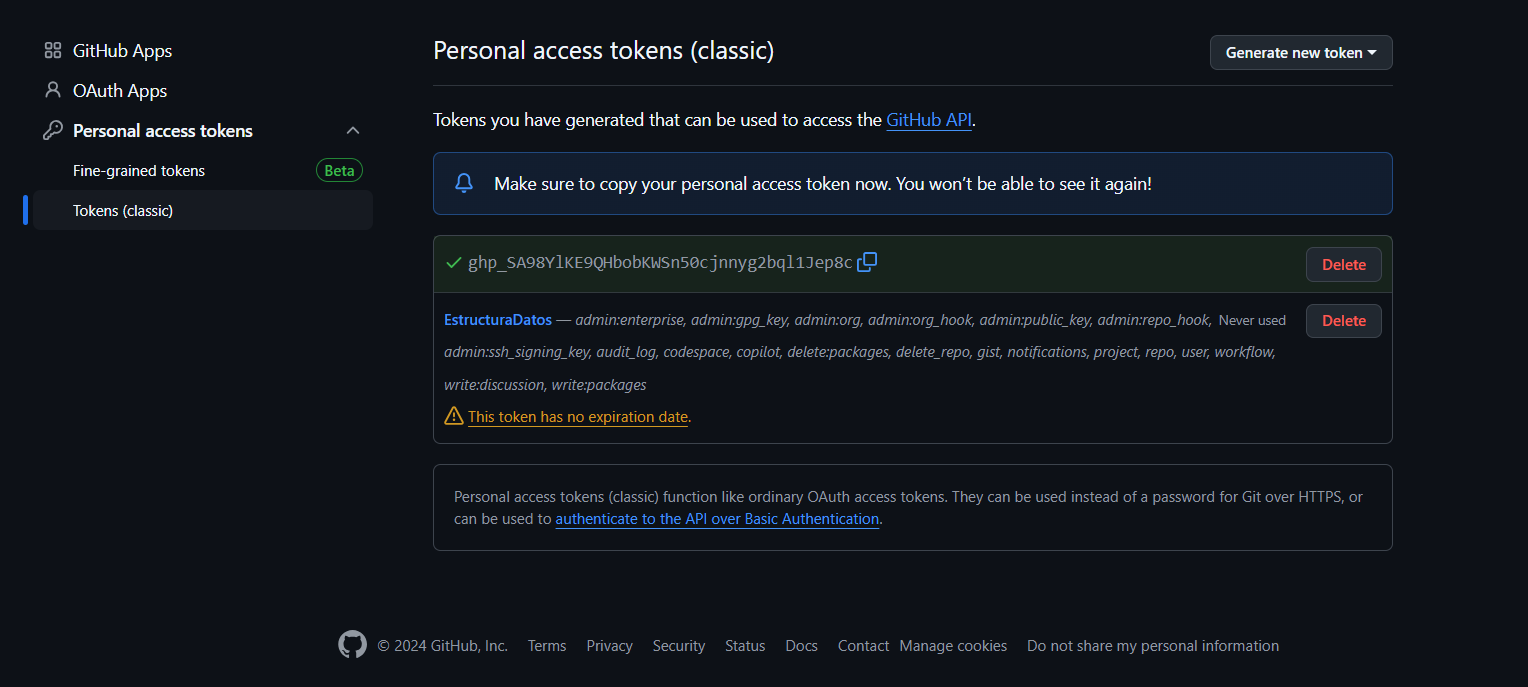 GitHub Apps
OAuth Apps
Personal access tokens
Fine-grained tokens Beta
Tokens (classic)
Personal access tokens (classic)
Generate new token
Tokens you have generated that can be used to access the GitHub API.
Make sure to copy your personal access token now. You won’t be able to see it again!
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 Delete
EstructuraDatos — admin:enterprise, admin:gpg_key, admin:org, admin:org_hook, admin:public_key, admin:repo_hook, Never used Delete
admin:ssh_signing_key, audit_log, codespace, copilot, delete:packages, delete_repo, gist, notifications, project, repo, user, workflow,
write:discussion, write:packages
This token has no expiration date.
Personal access tokens (classic) function like ordinary OAuth access tokens. They can be used instead of a password for Git over HTTPS, or
can be used to authenticate to the API over Basic Authentication.
© 2024 GitHub, Inc. Terms Privacy Security Status Docs Contact Manage cookies Do not share my personal information